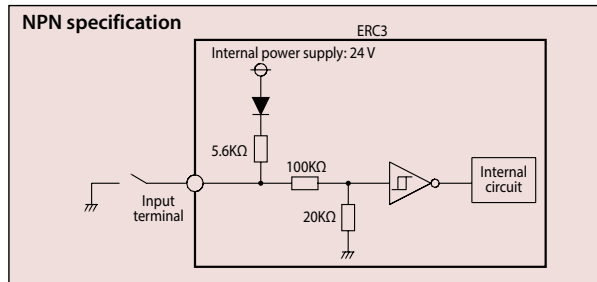 NPN specification
ERC3
Internal power supply: 24 V
5.6KΩ
100KΩ
Internal
circuit
Input
terminal
20KΩ